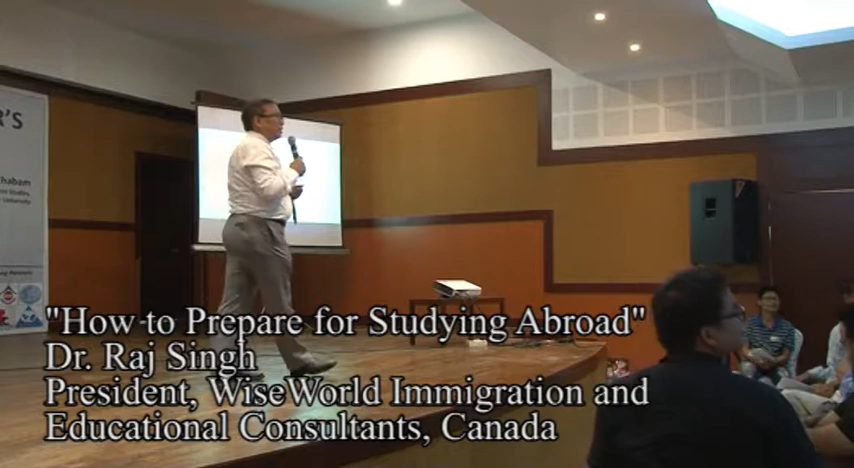 R'S
"How to Prepare for Studying Abroad"
Dr. Raj Singh
President, WiseWorld Immigration and
Educational Consultants, Canada